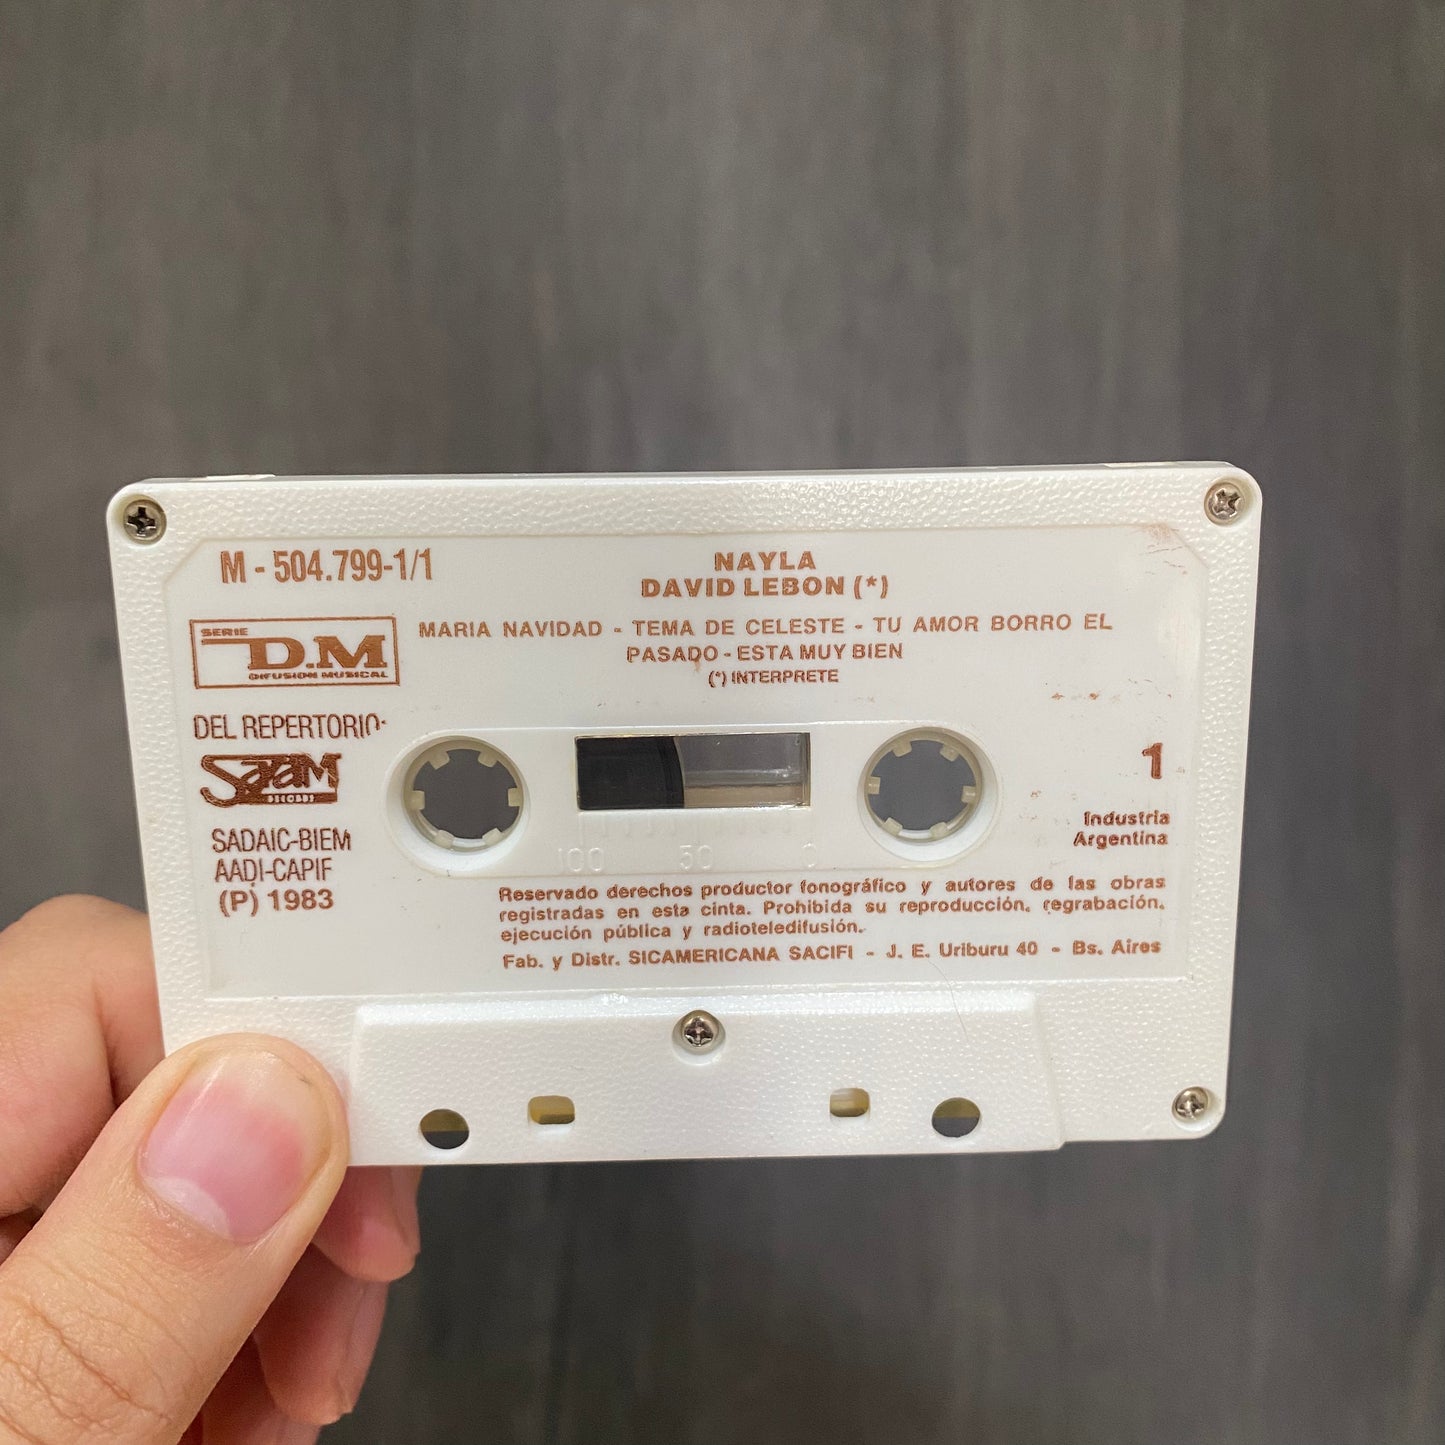 M - 504.799-1/1
NAYLA
DAVID LEBON (*)
MARIA NAVIDAD - TEMA DE CELESTE - TU AMOR BORRO EL
PASADO - ESTA MUY BIEN
(*) INTERPRETE
SERIE
D.M
DIFUSION MUSICAL
DEL REPERTORIO:
SAZAM
RECORDS
SADAIC-BIEM
AADI-CAPIF
(P) 1983
1
Industria
Argentina
100 50 0
Reservado derechos productor fonográfico y autores de las obras
registradas en esta cinta. Prohibida su reproducción, regrabación,
ejecución pública y radioteledifusión.
Fab. y Distr. SICAMERICANA SACIFI - J. E. Uriburu 40 - Bs. Aires